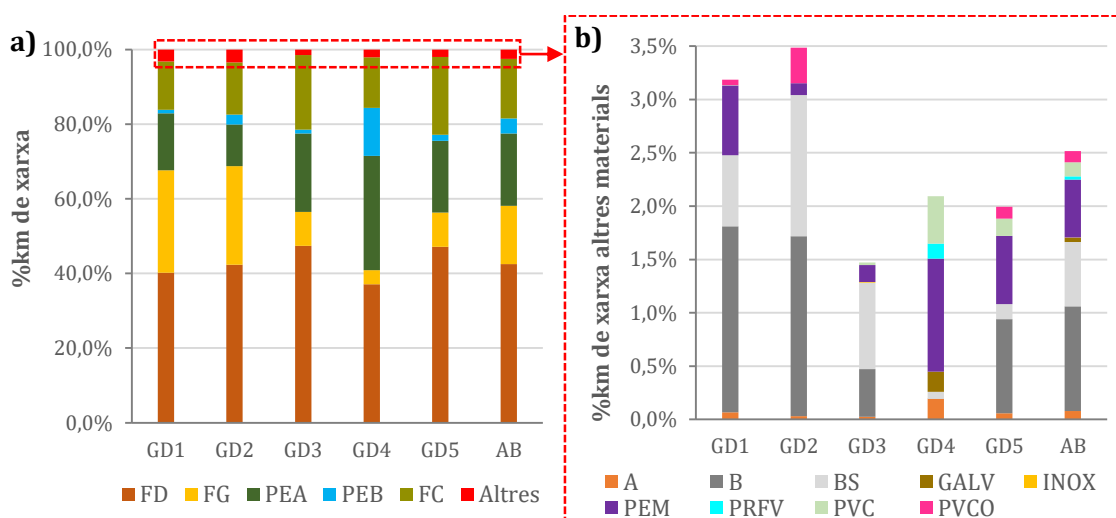 a)
%km de xarxa
100,0%
80,0%
60,0%
40,0%
20,0%
0,0%
GD1 GD2 GD3 GD4 GD5 AB
FD FG PEA PEB FC Altres
b)
%km de xarxa altres materials
3,5%
3,0%
2,5%
2,0%
1,5%
1,0%
0,5%
0,0%
GD1 GD2 GD3 GD4 GD5 AB
A B BS GALV INOX
PEM PRFV PVC PVCO